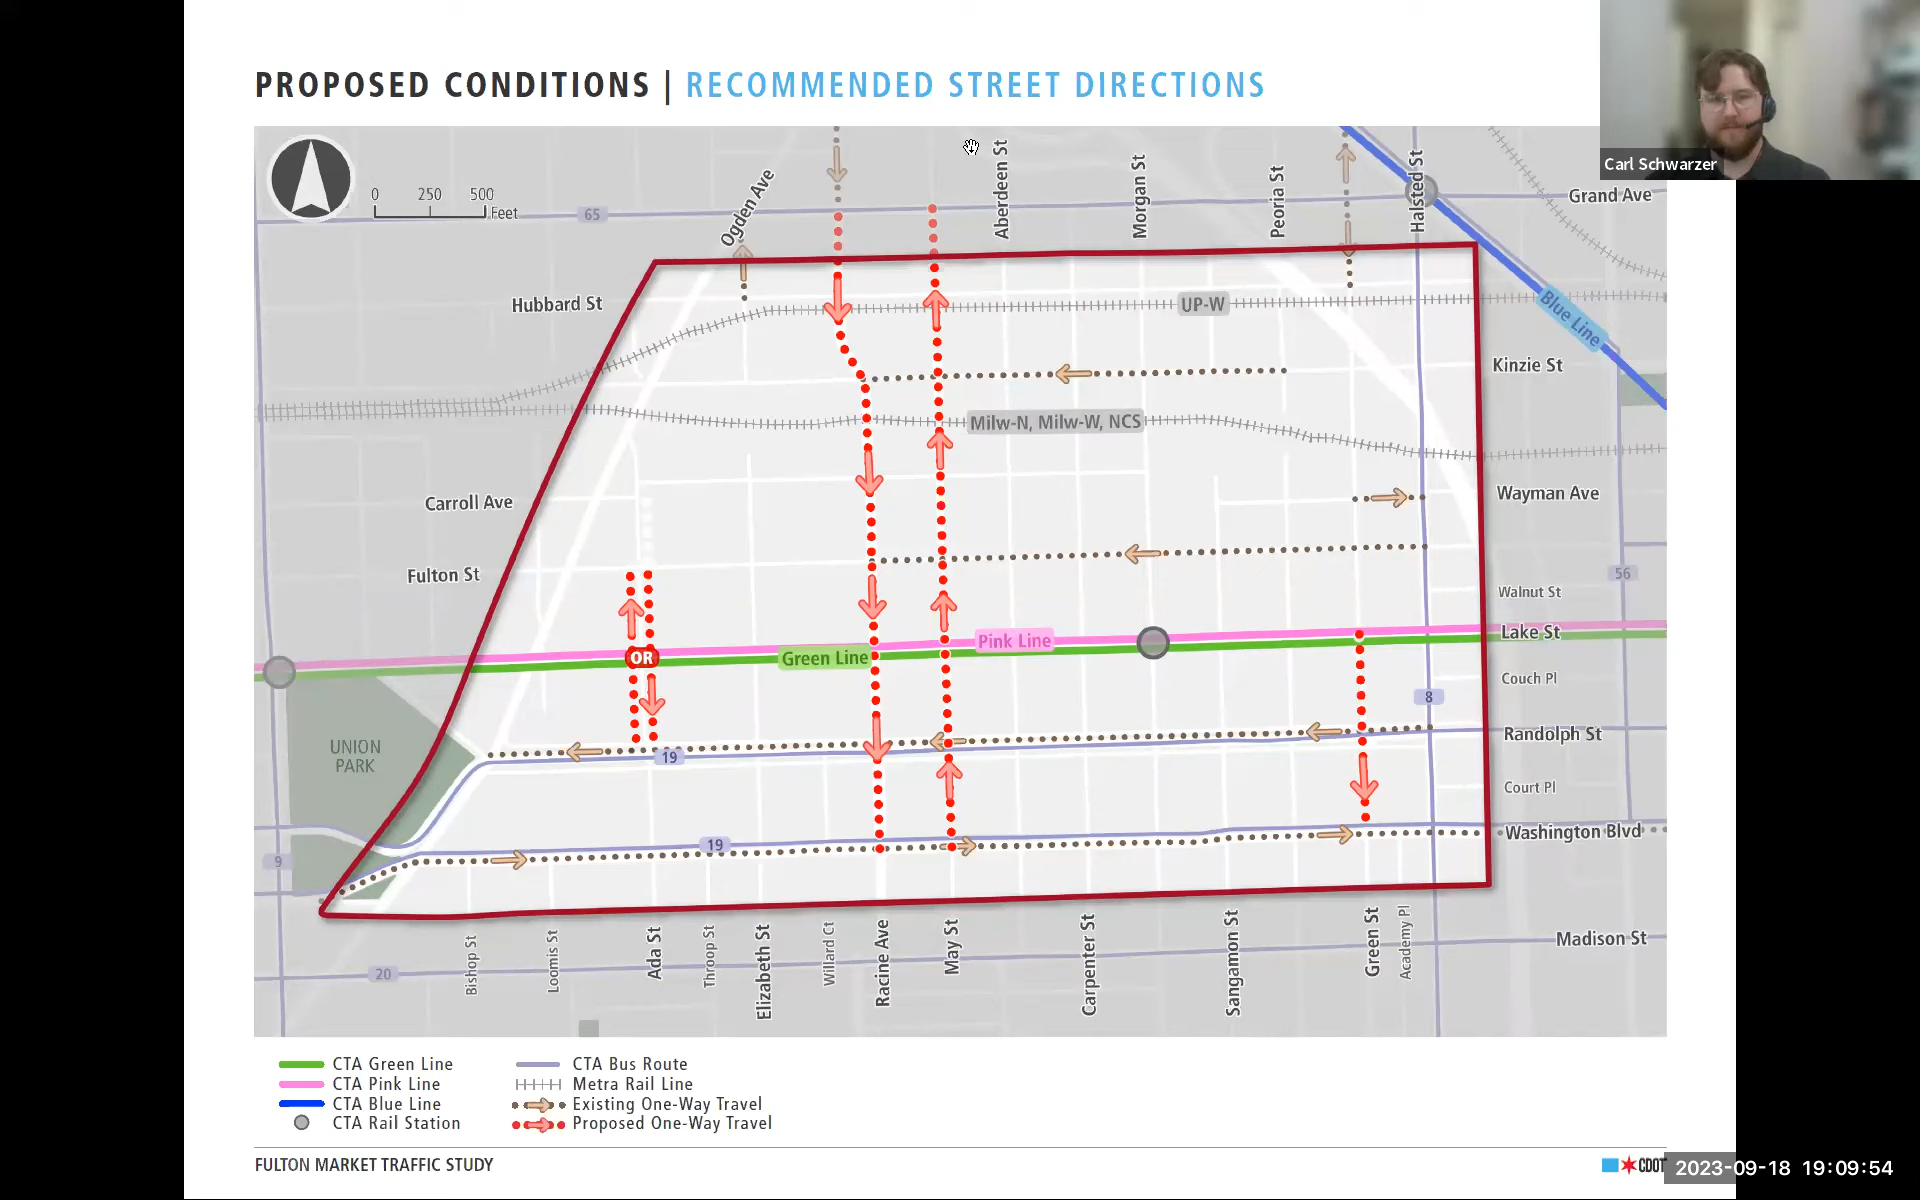 PROPOSED CONDITIONS | RECOMMENDED STREET DIRECTIONS
Carl Schwarzer
0 250 500
Feet
65
Ogden Ave
Aberdeen St
Morgan St
Peoria St
Halsted St
Grand Ave
Hubbard St
UP-W
Blue Line
Kinzie St
Milw-N, Milw-W, NCS
Carroll Ave
Wayman Ave
Fulton St
56
Walnut St
Pink Line
Lake St
OR
Green Line
Couch Pl
8
UNION
PARK
Randolph St
19
Court Pl
19
Washington Blvd
9
Bishop St
Loomis St
Ada St
Throop St
Elizabeth St
Willard Ct
Racine Ave
May St
Carpenter St
Sangamon St
Green St
Academy Pl
Madison St
20
CTA Green Line
CTA Pink Line
CTA Blue Line
CTA Rail Station
CTA Bus Route
Metra Rail Line
Existing One-Way Travel
Proposed One-Way Travel
FULTON MARKET TRAFFIC STUDY
CDOT
2023-09-18 19:09:54